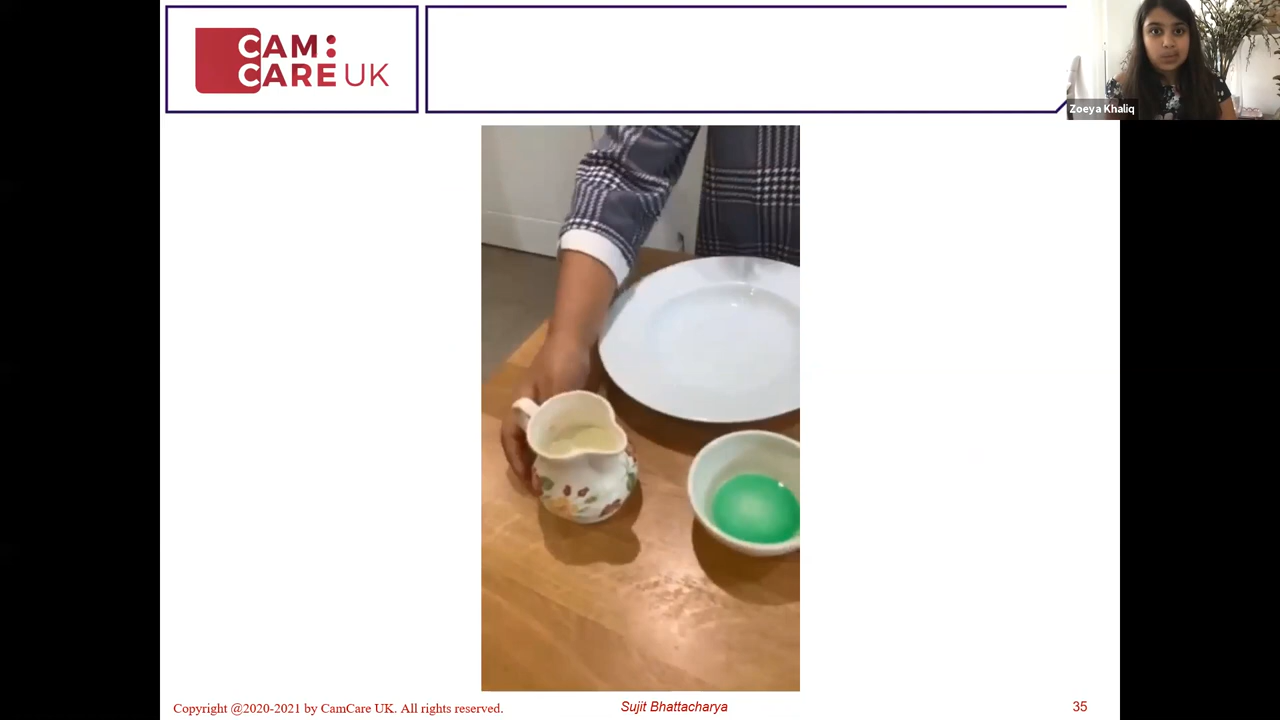 CAM:
CARE UK
Zoeya Khaliq
Copyright @2020-2021 by CamCare UK. All rights reserved.
Sujit Bhattacharya
35